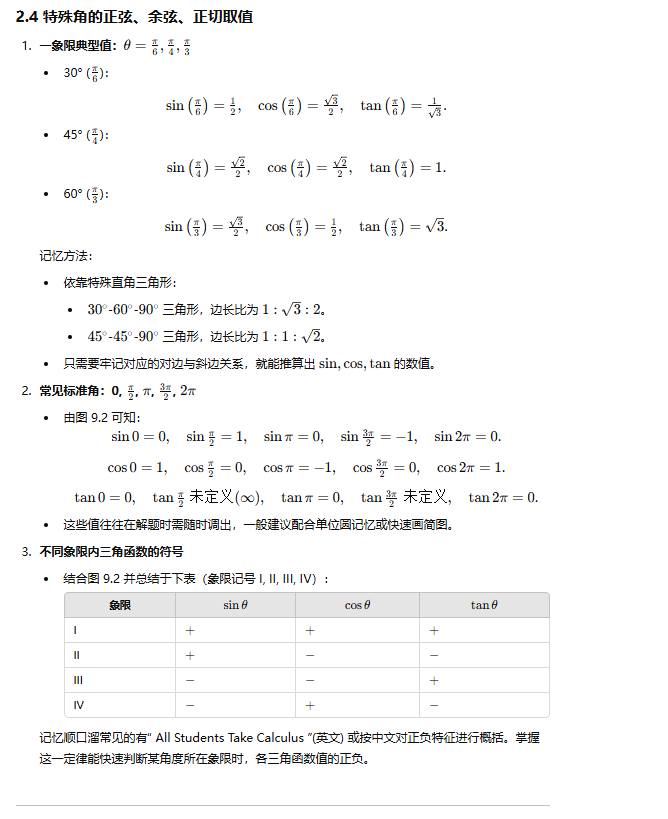 2.4 特殊角的正弦、余弦、正切取值
1. 一象限典型值：θ = π/6, π/4, π/3
• 30° (π/6)：
sin(π/6) = 1/2, cos(π/6) = √3/2, tan(π/6) = 1/√3.
• 45° (π/4)：
sin(π/4) = √2/2, cos(π/4) = √2/2, tan(π/4) = 1.
• 60° (π/3)：
sin(π/3) = √3/2, cos(π/3) = 1/2, tan(π/3) = √3.
记忆方法：
• 依靠特殊直角三角形：
• 30°-60°-90° 三角形，边长比为 1 : √3 : 2。
• 45°-45°-90° 三角形，边长比为 1 : 1 : √2。
• 只需要牢记对应的对边与斜边关系，就能推算出 sin, cos, tan 的数值。
2. 常见标准角：0, π/2, π, 3π/2, 2π
• 由图 9.2 可知：
sin 0 = 0, sin π/2 = 1, sin π = 0, sin 3π/2 = −1, sin 2π = 0.
cos 0 = 1, cos π/2 = 0, cos π = −1, cos 3π/2 = 0, cos 2π = 1.
tan 0 = 0, tan π/2 未定义(∞), tan π = 0, tan 3π/2 未定义, tan 2π = 0.
• 这些值往往在解题时需随时调出，一般建议配合单位圆记忆或快速画简图。
3. 不同象限内三角函数的符号
• 结合图 9.2 并总结于下表（象限记号 I, II, III, IV）：
象限 sin θ cos θ tan θ
I + + +
II + − −
III − − +
IV − + −
记忆顺口溜常见的有“ All Students Take Calculus ”(英文) 或按中文对正负特征进行概括。掌握
这一定律能快速判断某角度所在象限时，各三角函数值的正负。